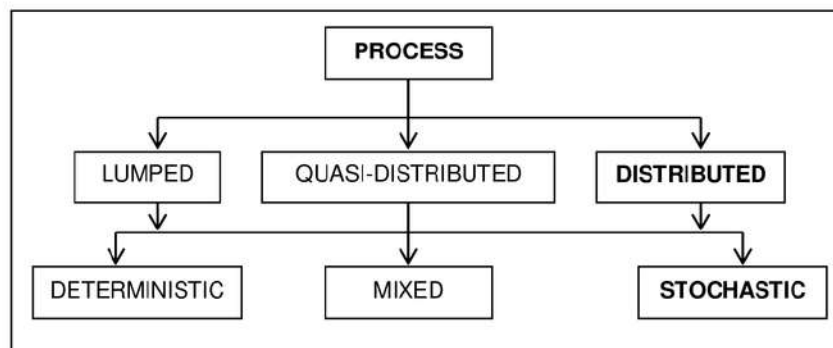 PROCESS
LUMPED
QUASI-DISTRIBUTED
DISTRIBUTED
DETERMINISTIC
MIXED
STOCHASTIC